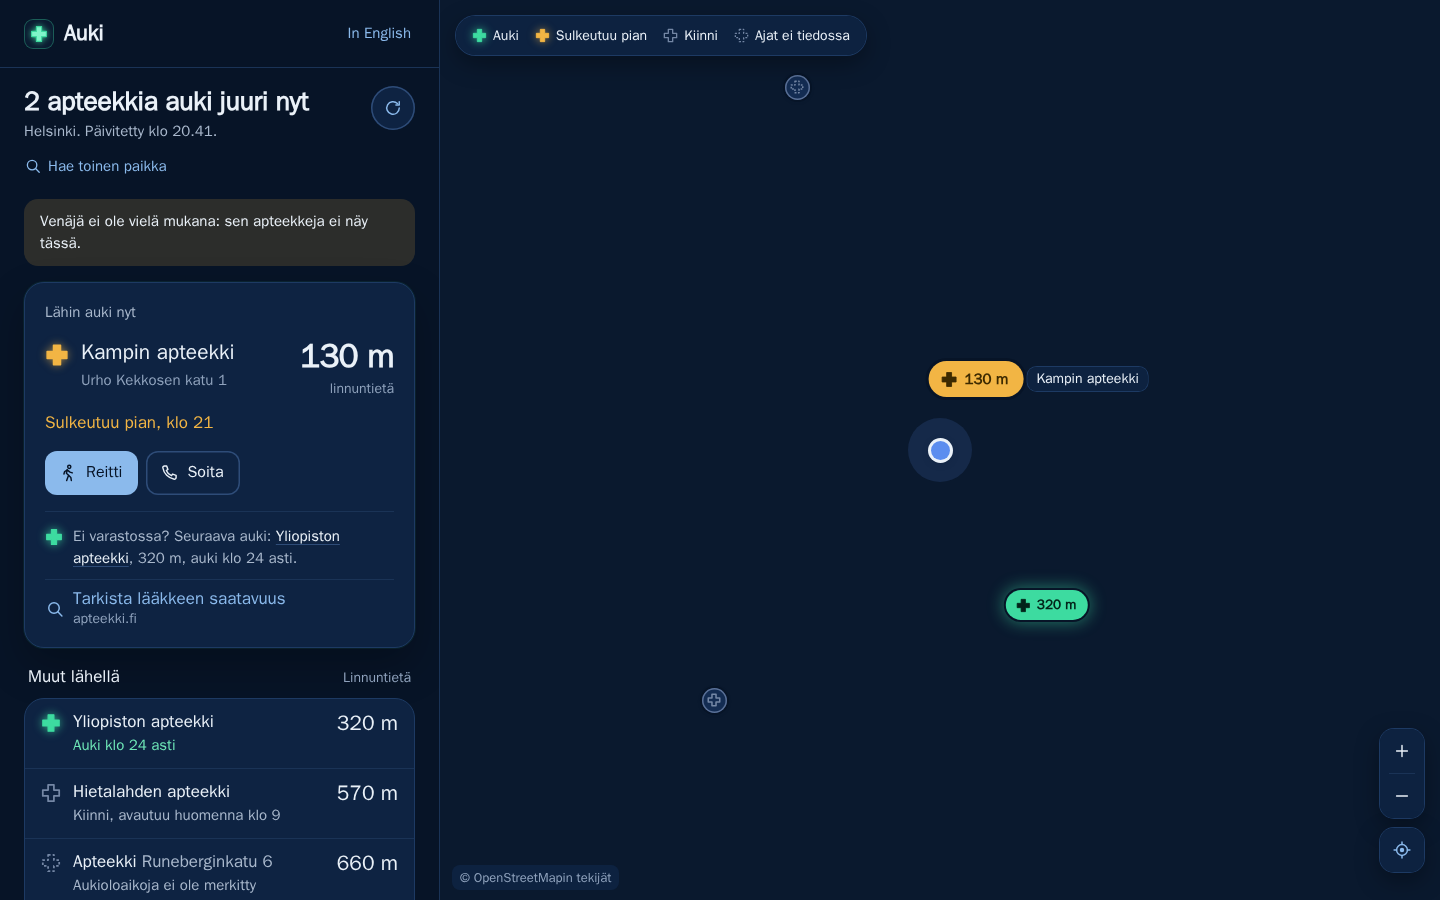 Auki
In English
2 apteekkia auki juuri nyt
Helsinki. Päivitetty klo 20.41.
Hae toinen paikka
Venäjä ei ole vielä mukana: sen apteekkeja ei näy
tässä.
Lähin auki nyt
Kampin apteekki
130 m
Urho Kekkosen katu 1
linnuntietä
Sulkeutuu pian, klo 21
Reitti
Soita
Ei varastossa? Seuraava auki: Yliopiston
apteekki, 320 m, auki klo 24 asti.
Tarkista lääkkeen saatavuus
apteekki.fi
Muut lähellä
Linnuntietä
Yliopiston apteekki
320 m
Auki klo 24 asti
Hietalahden apteekki
570 m
Kiinni, avautuu huomenna klo 9
Apteekki Runeberginkatu 6
660 m
Aukioloaikoja ei ole merkitty
Auki
Sulkeutuu pian
Kiinni
Ajat ei tiedossa
130 m
Kampin apteekki
320 m
© OpenStreetMapin tekijät